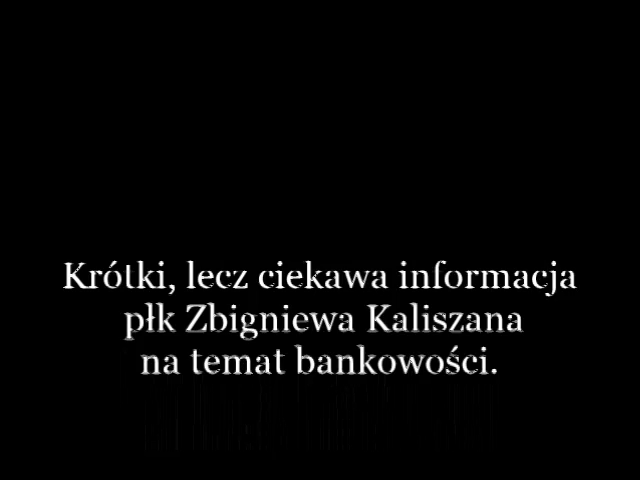 Krótki, lecz ciekawa informacja
płk Zbigniewa Kaliszana
na temat bankowości.